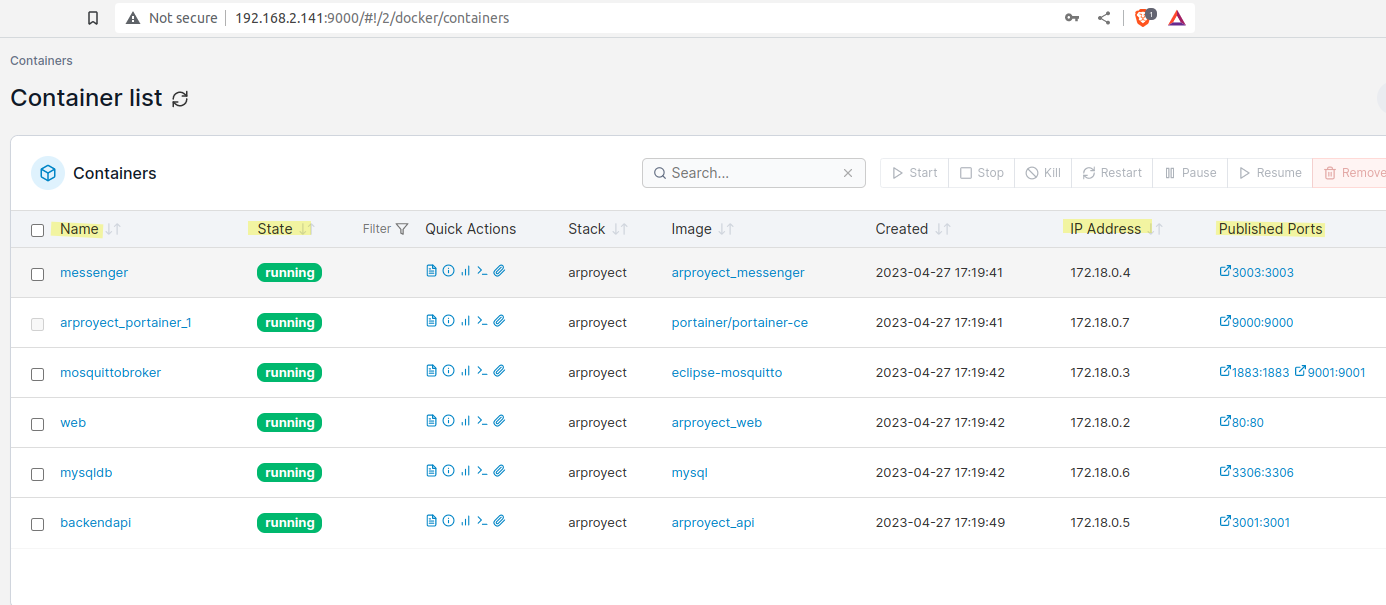 Not secure 192.168.2.141:9000/#!/2/docker/containers 1
Containers
Container list
Containers Search... Start Stop Kill Restart Pause Resume Remove
Name State Filter Quick Actions Stack Image Created IP Address Published Ports
messenger running arproyect arproyect_messenger 2023-04-27 17:19:41 172.18.0.4 3003:3003
arproyect_portainer_1 running arproyect portainer/portainer-ce 2023-04-27 17:19:41 172.18.0.7 9000:9000
mosquittobroker running arproyect eclipse-mosquitto 2023-04-27 17:19:42 172.18.0.3 1883:1883 9001:9001
web running arproyect arproyect_web 2023-04-27 17:19:42 172.18.0.2 80:80
mysqldb running arproyect mysql 2023-04-27 17:19:42 172.18.0.6 3306:3306
backendapi running arproyect arproyect_api 2023-04-27 17:19:49 172.18.0.5 3001:3001